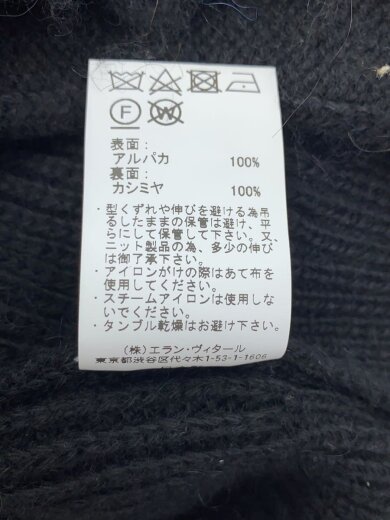 F W
表面:
アルパカ 100%
裏面:
カシミヤ 100%
・型くずれや伸びを避ける為吊
るしたままの保管は避け、平
らにして保管して下さい。又、
ニット製品の為、多少の伸び
は御了承下さい。
・アイロンがけの際はあて布を
使用してください。
・スチームアイロンは使用しな
いでください。
・タンブル乾燥はお避け下さい。
(株)エラン・ヴィタール
東京都渋谷区代々木1-53-1-1606